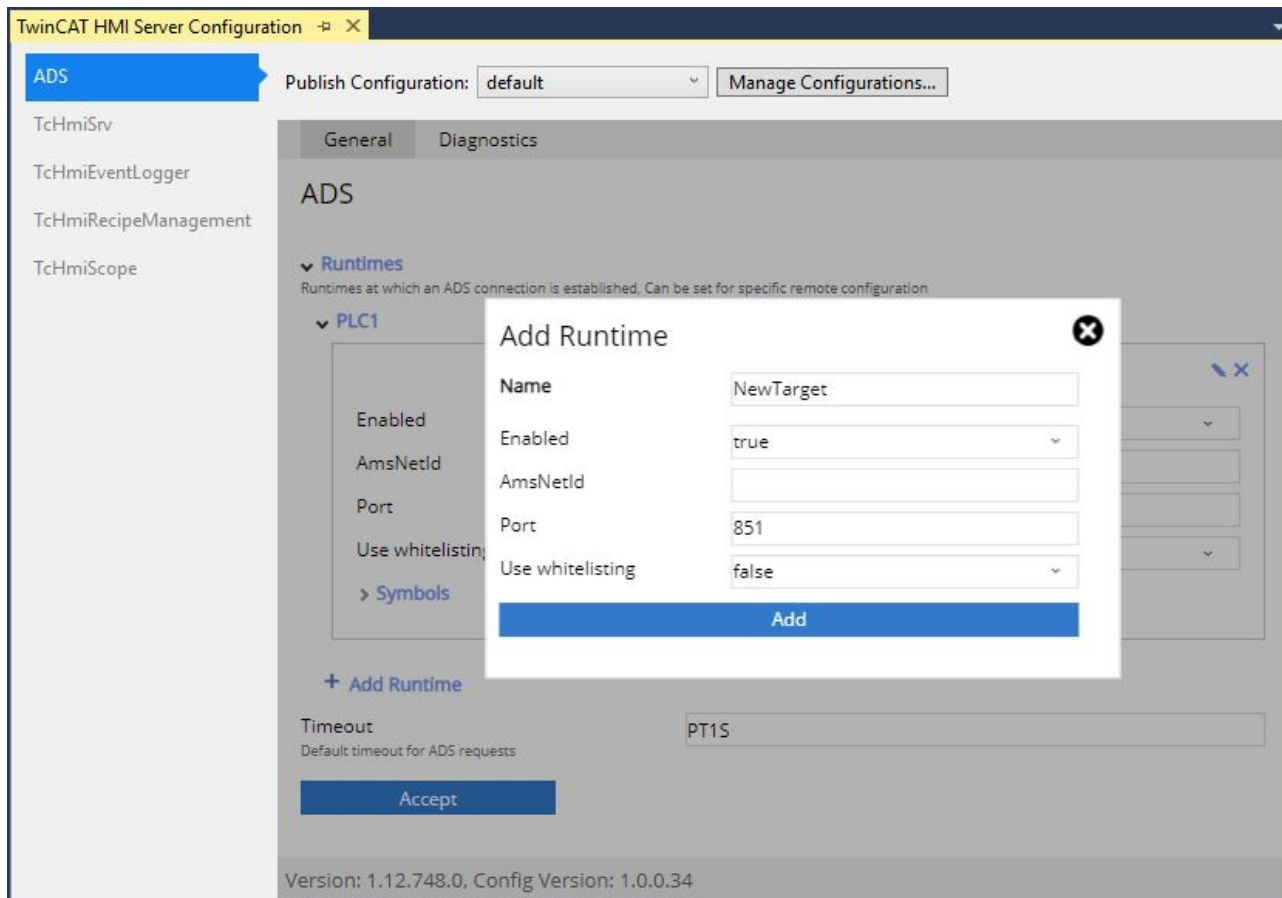 TwinCAT HMI Server Configuration
ADS
TcHmiSrv
TcHmiEventLogger
TcHmiRecipeManagement
TcHmiScope
Publish Configuration: default Manage Configurations...
General Diagnostics
ADS
Runtimes
Runtimes at which an ADS connection is established, Can be set for specific remote configuration
PLC1
Enabled
AmsNetId
Port
Use whitelisting
Symbols
Add Runtime
Name NewTarget
Enabled true
AmsNetId
Port 851
Use whitelisting false
Add
+ Add Runtime
Timeout PT1S
Default timeout for ADS requests
Accept
Version: 1.12.748.0, Config Version: 1.0.0.34